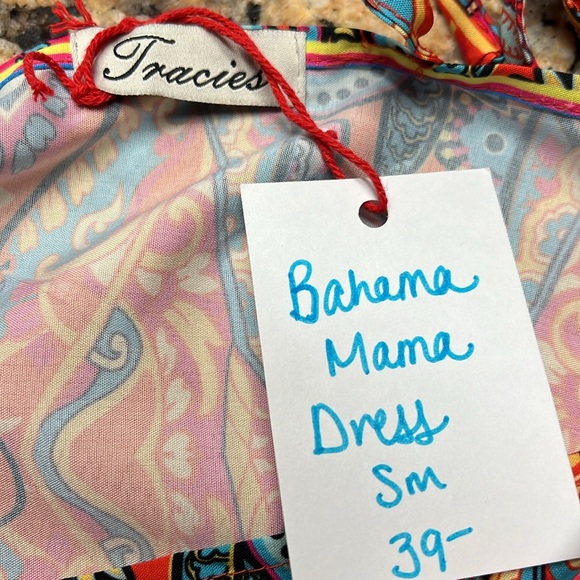 Tracies
Bahama
Mama
Dress
Sm
39-